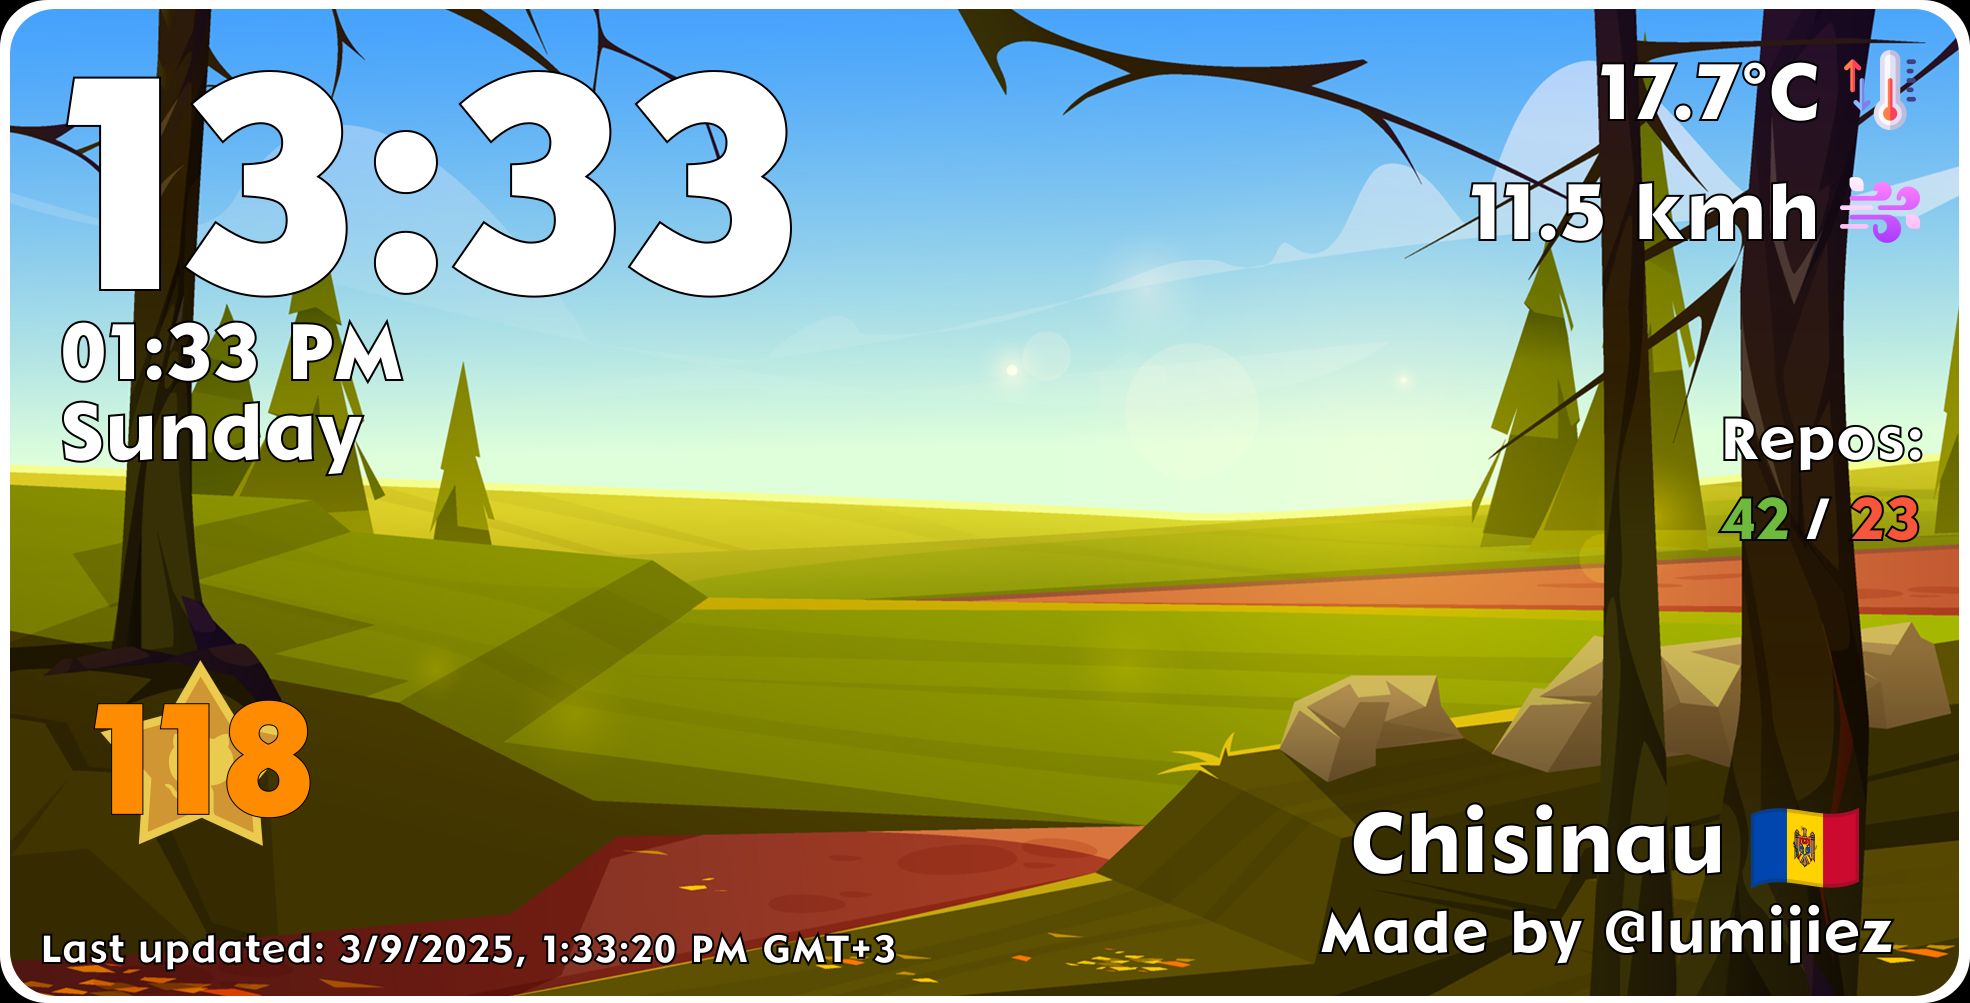 13:33
01:33 PM
Sunday
17.7°C
11.5 kmh
Repos:
42 / 23
118
Chisinau
Made by @lumijiez
Last updated: 3/9/2025, 1:33:20 PM GMT+3